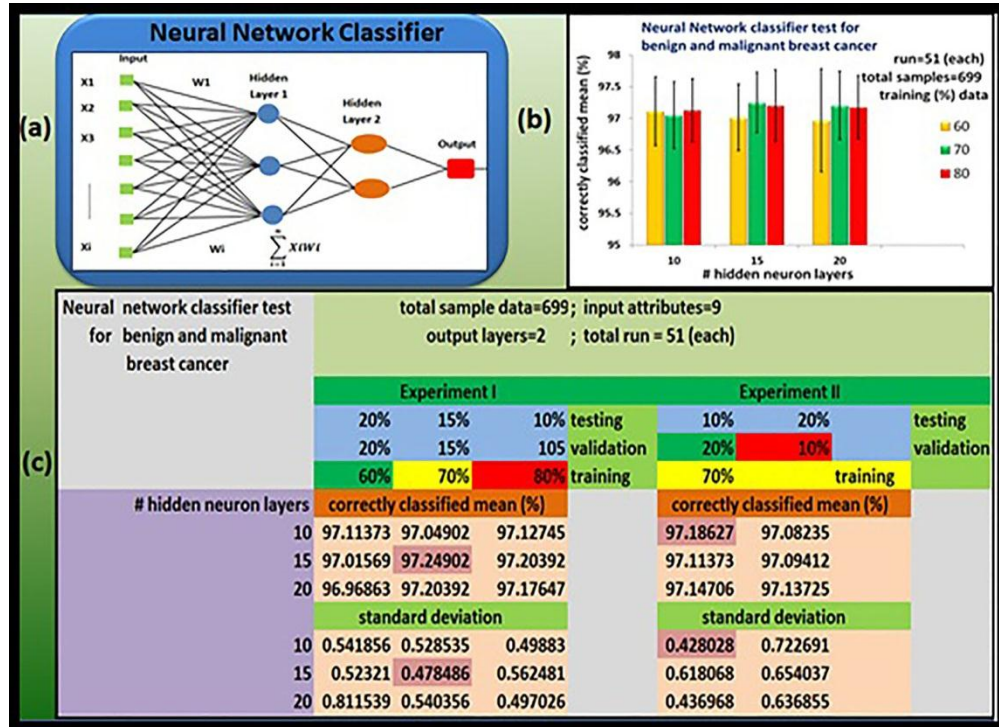 (a)
Neural Network Classifier
Input
X1
X2
X3
Xi
W1
Wi
Hidden
Layer 1
Hidden
Layer 2
Output
(b)
Neural Network classifier test for
benign and malignant breast cancer
run=51 (each)
total samples=699
training (%) data
60
70
80
correctly classified mean (%)
98
97.5
97
96.5
96
95.5
95
10 15 20
# hidden neuron layers
(c)
Neural network classifier test
for benign and malignant
breast cancer
total sample data=699; input attributes=9
output layers=2 ; total run = 51 (each)
Experiment I Experiment II
20% 15% 10% testing 10% 20% testing
20% 15% 105 validation 20% 10% validation
60% 70% 80% training 70% training
# hidden neuron layers correctly classified mean (%) correctly classified mean (%)
10 97.11373 97.04902 97.12745 97.18627 97.08235
15 97.01569 97.24902 97.20392 97.11373 97.09412
20 96.96863 97.20392 97.17647 97.14706 97.13725
standard deviation standard deviation
10 0.541856 0.528535 0.49883 0.428028 0.722691
15 0.52321 0.478486 0.562481 0.618068 0.654037
20 0.811539 0.540356 0.497026 0.436968 0.636855